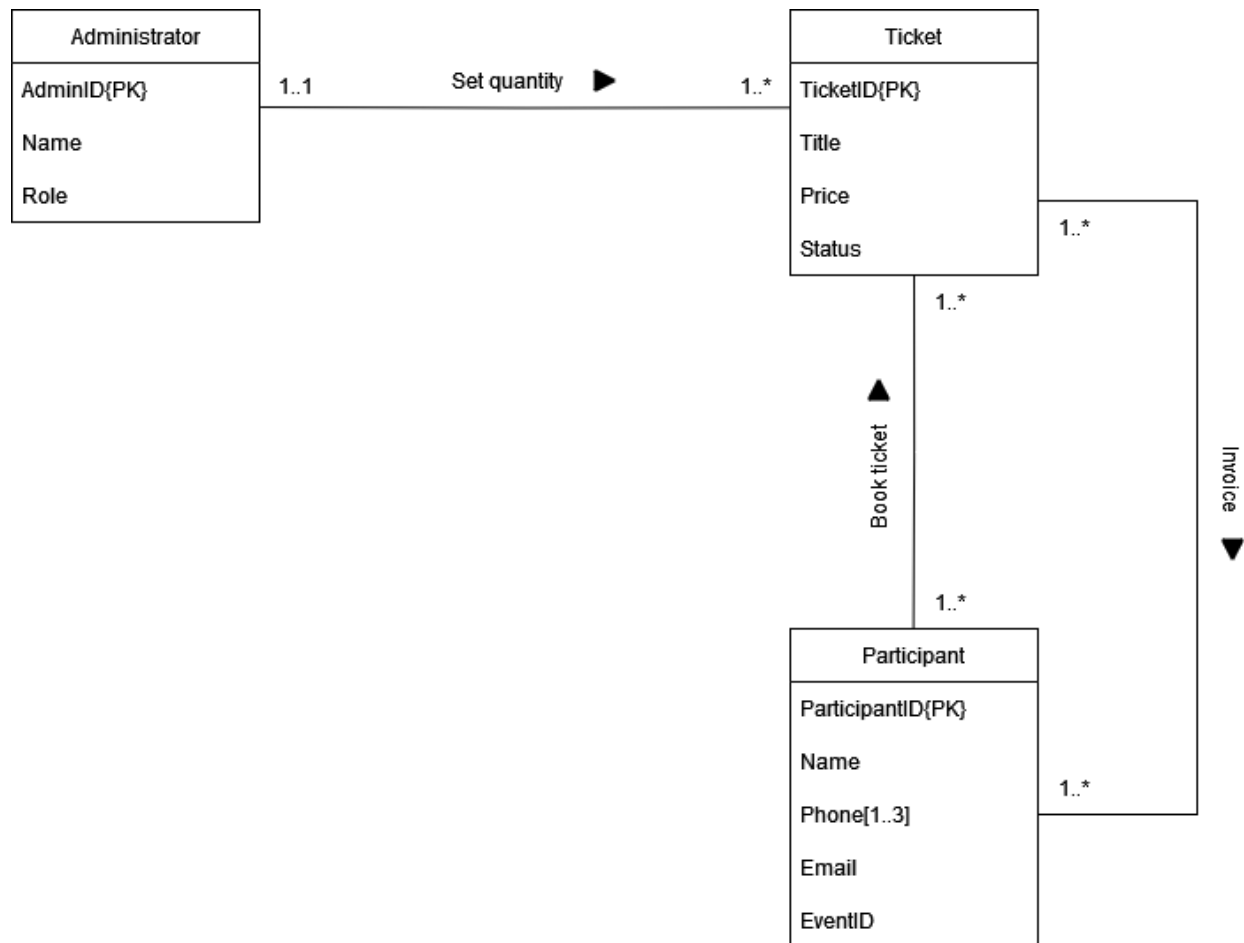 Administrator
AdminID{PK}
Name
Role
1..1
Set quantity
1..*
Ticket
TicketID{PK}
Title
Price
Status
1..*
1..*
Book ticket
Invoice
1..*
Participant
ParticipantID{PK}
Name
Phone[1..3]
Email
EventID
1..*